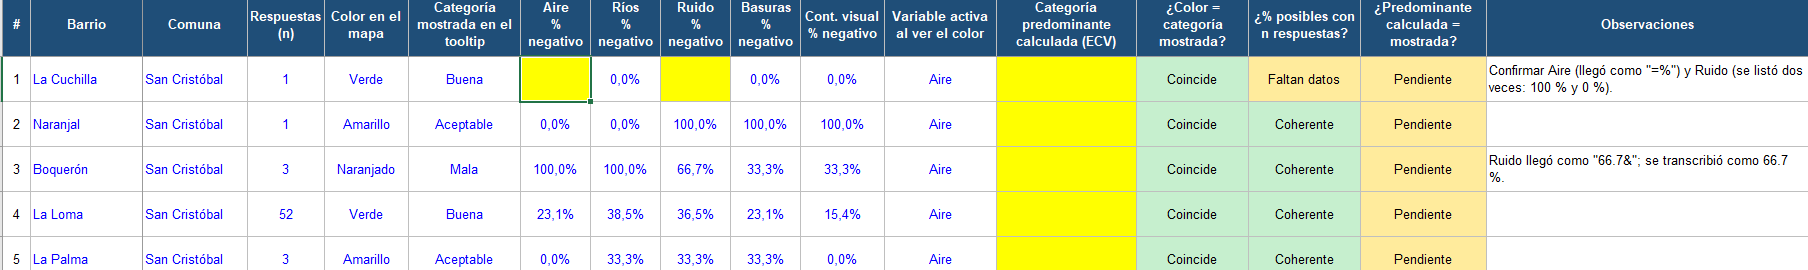 # Barrio Comuna Respuestas (n) Color en el mapa Categoría mostrada en el tooltip Aire % negativo Ríos % negativo Ruido % negativo Basuras % negativo Cont. visual % negativo Variable activa al ver el color Categoría predominante calculada (ECV) ¿Color = categoría mostrada? ¿% posibles con n respuestas? ¿Predominante calculada = mostrada? Observaciones
1 La Cuchilla San Cristóbal 1 Verde Buena 0,0% 0,0% 0,0% Aire Coincide Faltan datos Pendiente Confirmar Aire (llegó como "=%") y Ruido (se listó dos veces: 100 % y 0 %).
2 Naranjal San Cristóbal 1 Amarillo Aceptable 0,0% 0,0% 100,0% 100,0% 100,0% Aire Coincide Coherente Pendiente
3 Boquerón San Cristóbal 3 Naranjado Mala 100,0% 100,0% 66,7% 33,3% 33,3% Aire Coincide Coherente Pendiente Ruido llegó como "66.7&"; se transcribió como 66.7 %.
4 La Loma San Cristóbal 52 Verde Buena 23,1% 38,5% 36,5% 23,1% 15,4% Aire Coincide Coherente Pendiente
5 La Palma San Cristóbal 3 Amarillo Aceptable 0,0% 33,3% 33,3% 33,3% 0,0% Aire Coincide Coherente Pendiente